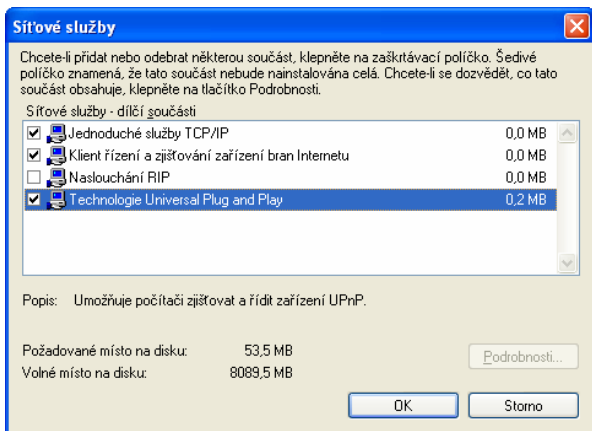 Síťové služby
Chcete-li přidat nebo odebrat některou součást, klepněte na zaškrtávací políčko. Šedivé
políčko znamená, že tato součást nebude nainstalována celá. Chcete-li se dozvědět, co tato
součást obsahuje, klepněte na tlačítko Podrobnosti.
Síťové služby - dílčí součásti
Jednoduché služby TCP/IP 0,0 MB
Klient řízení a zjišťování zařízení bran Internetu 0,0 MB
Naslouchání RIP 0,0 MB
Technologie Universal Plug and Play 0,2 MB
Popis: Umožňuje počítači zjišťovat a řídit zařízení UPnP.
Požadované místo na disku: 53,5 MB
Podrobnosti...
Volné místo na disku: 8089,5 MB
OK Storno